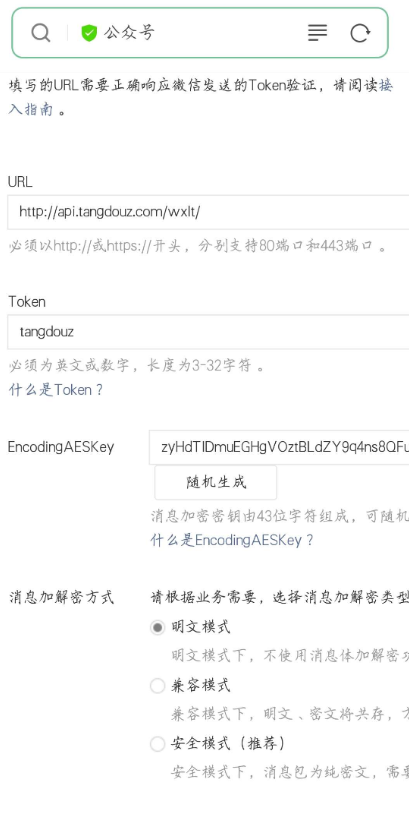 公众号
填写的URL需要正确响应微信发送的Token验证，请阅读接
入指南。
URL
http://api.tangdouz.com/wxlt/
必须以http://或https://开头，分别支持80端口和443端口。
Token
tangdouz
必须为英文或数字，长度为3-32字符。
什么是Token？
EncodingAESKey
zyHdTIDmuEGHgVOztBLdZY9q4ns8QFu
随机生成
消息加密密钥由43位字符组成，可随机
什么是EncodingAESKey？
消息加解密方式
请根据业务需要，选择消息加解密类型
明文模式
明文模式下，不使用消息体加解密功
兼容模式
兼容模式下，明文、密文将共存，方
安全模式（推荐）
安全模式下，消息包为纯密文，需要